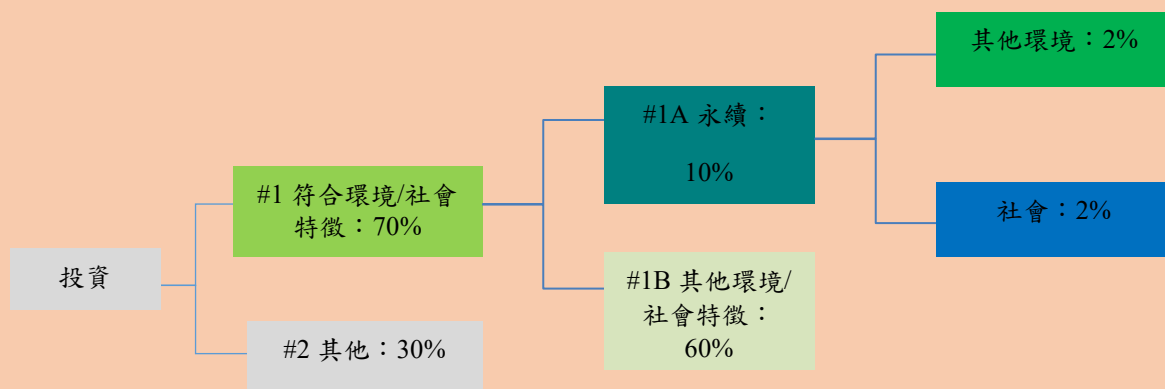 投資
#1 符合環境/社會
特徵：70%
#2 其他：30%
#1A 永續：
10%
#1B 其他環境/
社會特徵：
60%
其他環境：2%
社會：2%